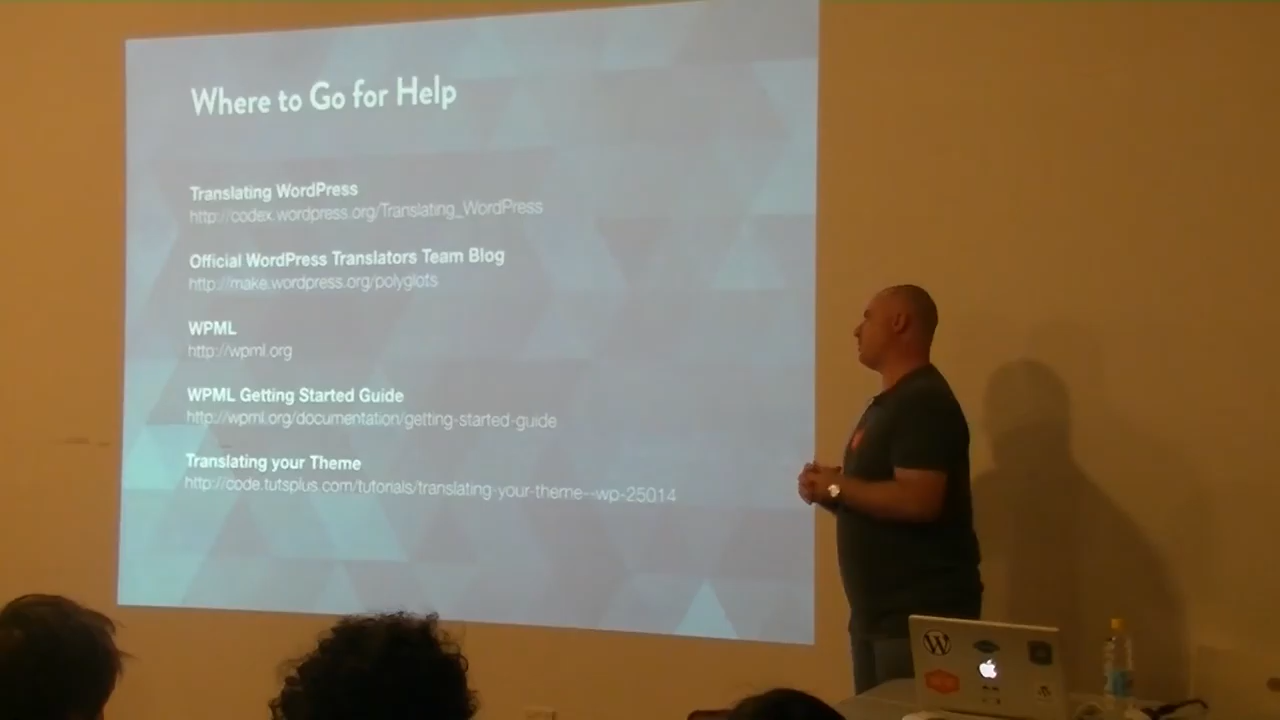 Where to Go for Help
Translating WordPress
http://codex.wordpress.org/Translating_WordPress
Official WordPress Translators Team Blog
http://make.wordpress.org/polyglots
WPML
http://wpml.org
WPML Getting Started Guide
http://wpml.org/documentation/getting-started-guide
Translating your Theme
http://code.tutsplus.com/tutorials/translating-your-theme--wp-25014